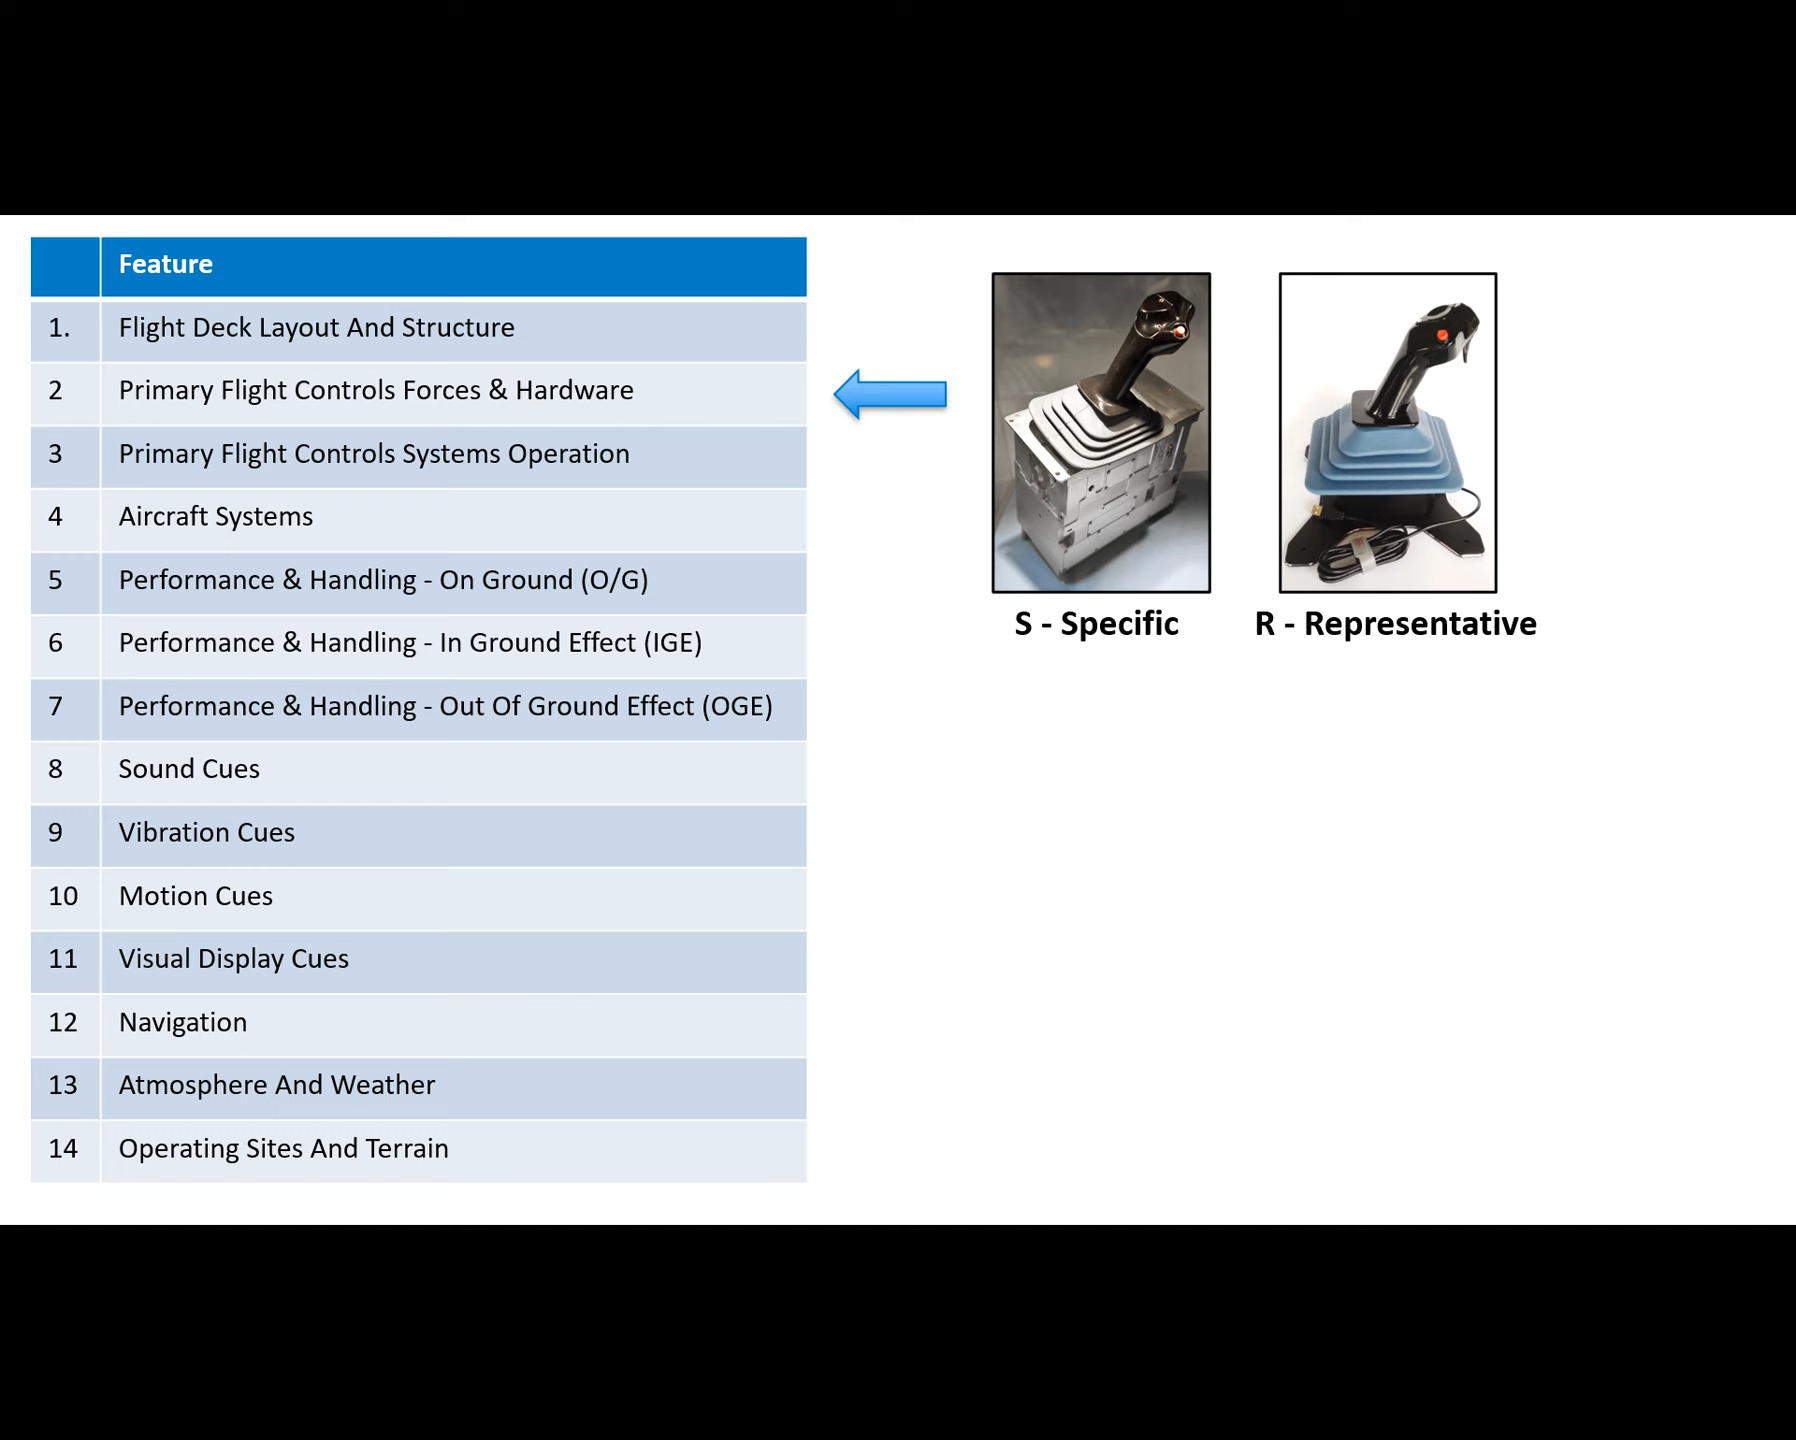 Feature
1. Flight Deck Layout And Structure
2 Primary Flight Controls Forces & Hardware
3 Primary Flight Controls Systems Operation
4 Aircraft Systems
5 Performance & Handling - On Ground (O/G)
6 Performance & Handling - In Ground Effect (IGE)
7 Performance & Handling - Out Of Ground Effect (OGE)
8 Sound Cues
9 Vibration Cues
10 Motion Cues
11 Visual Display Cues
12 Navigation
13 Atmosphere And Weather
14 Operating Sites And Terrain
S - Specific
R - Representative